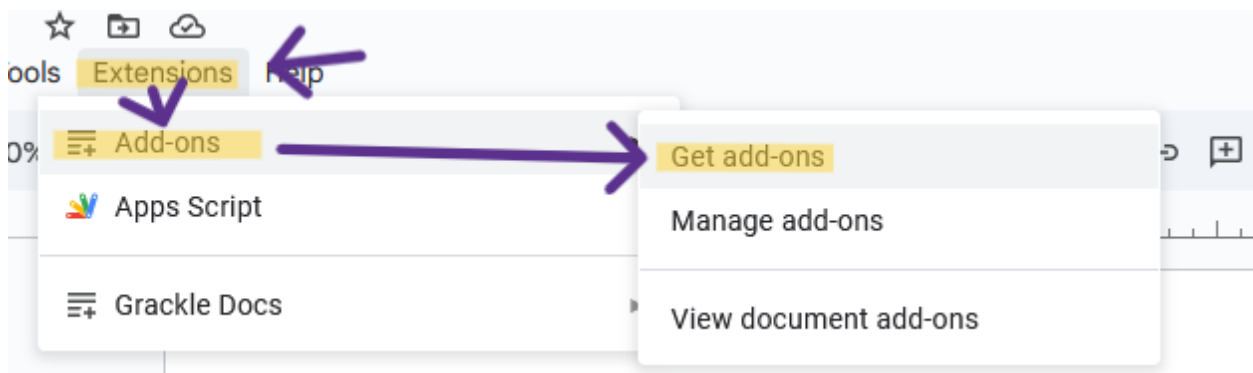 ools Extensions Help
0% Add-ons
Get add-ons
Apps Script
Manage add-ons
Grackle Docs
View document add-ons